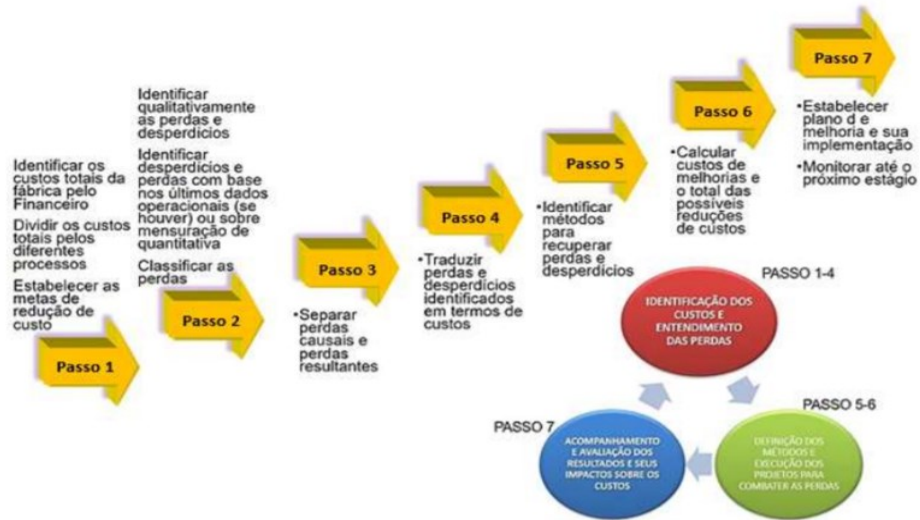 Identificar os
custos totais da
fábrica pelo
Financeiro
Dividir os custos
totais pelos
diferentes
processos
Estabelecer as
metas de
redução de
custo
Passo 1
Identificar
qualitativamente
as perdas e
desperdícios
Identificar
desperdícios e
perdas com base
nos últimos dados
operacionais (se
houver) ou sobre
mensuração de
quantitativa
Classificar as
perdas
Passo 2
Passo 3
•Separar
perdas
causais e
perdas
resultantes
Passo 4
•Traduzir
perdas e
desperdícios
identificados
em termos de
custos
Passo 5
•Identificar
métodos
para
recuperar
perdas e
desperdícios
Passo 6
•Calcular
custos de
melhorias e
o total das
possíveis
reduções
de custos
Passo 7
•Estabelecer
plano d e
melhoria e sua
implementação
•Monitorar até o
próximo estágio
PASSO 1-4
IDENTIFICAÇÃO DOS
CUSTOS E
ENTENDIMENTO
DAS PERDAS
PASSO 5-6
DEFINIÇÃO DOS
MÉTODOS E
EXECUÇÃO DOS
PROJETOS PARA
COMBATER AS PERDAS
PASSO 7
ACOMPANHAMENTO
E AVALIAÇÃO DOS
RESULTADOS E SEUS
IMPACTOS SOBRE OS
CUSTOS